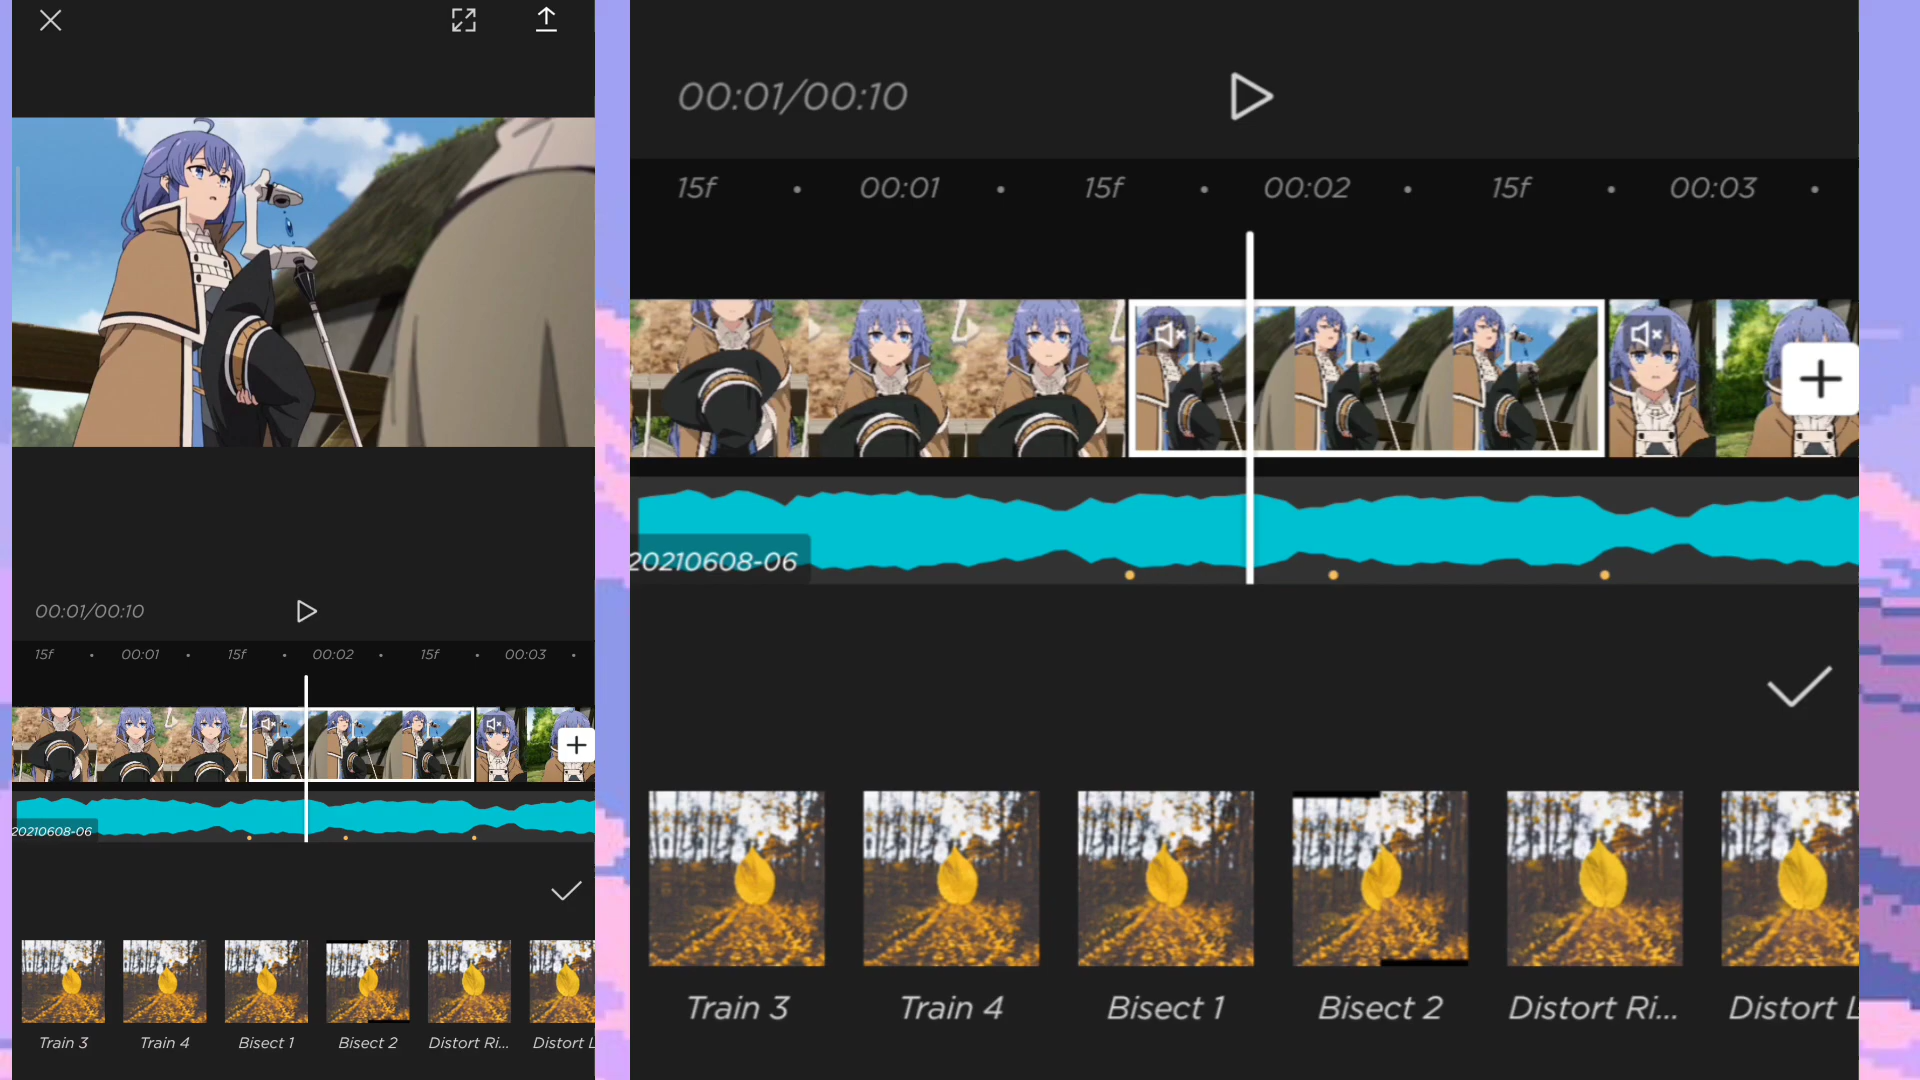 00:01/00:10
15f 00:01 15f 00:02 15f 00:03
20210608-06
Train 3 Train 4 Bisect 1 Bisect 2 Distort Ri... Distort L
00:01/00:10
15f 00:01 15f 00:02 15f 00:03
20210608-06
Train 3 Train 4 Bisect 1 Bisect 2 Distort Ri... Distort L